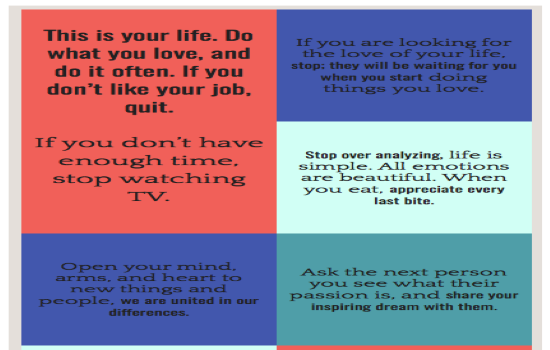 This is your life. Do
what you love, and
do it often. If you
don't like your job,
quit.
If you don't have
enough time,
stop watching
TV.
If you are looking for
the love of your life,
stop; they will be waiting for you
when you start doing
things you love.
Stop over analyzing, life is
simple. All emotions
are beautiful. When
you eat, appreciate every
last bite.
Open your mind,
arms, and heart to
new things and
people, we are united in our
differences.
Ask the next person
you see what their
passion is, and share your
inspiring dream with them.